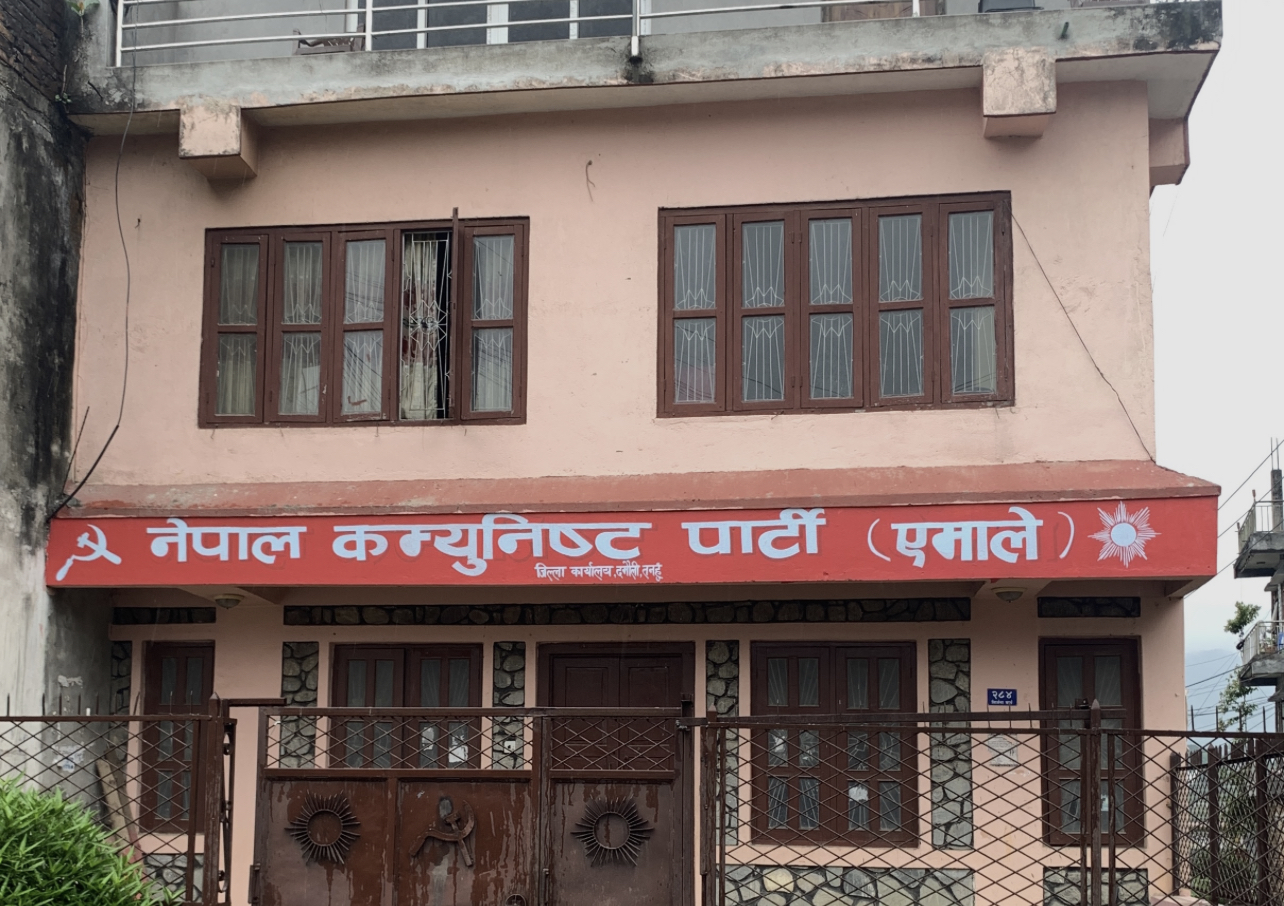 नेपाल कम्युनिष्ट पार्टी (एमाले)
जिल्ला कार्यालय, दमौली, तनहुँ
२८४